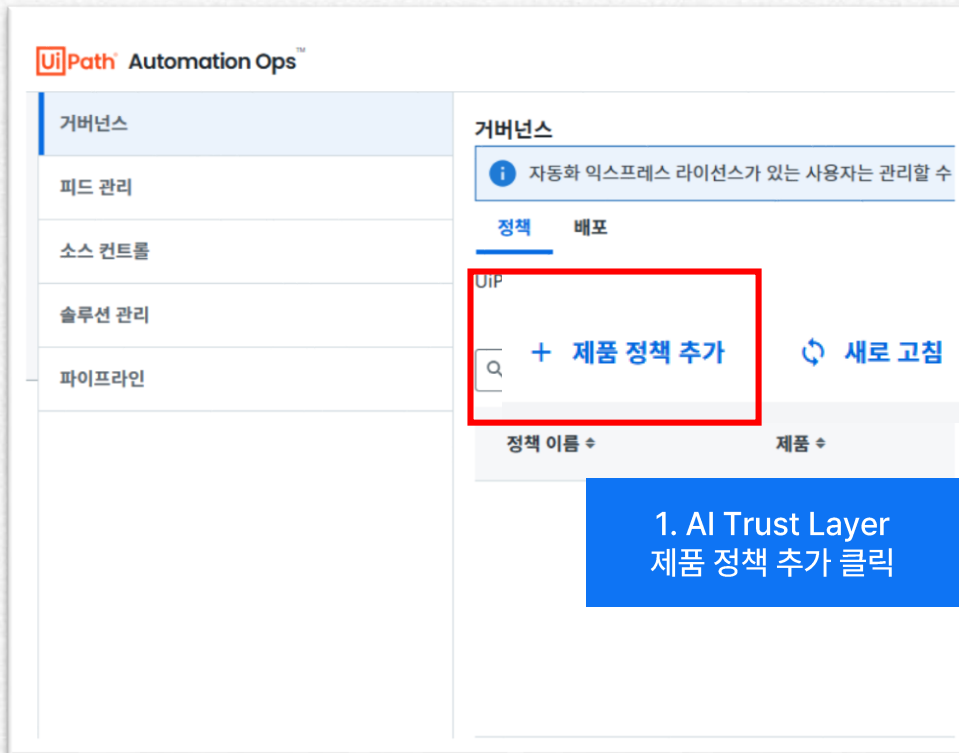 UiPath Automation Ops™
거버넌스
피드 관리
소스 컨트롤
솔루션 관리
파이프라인
거버넌스
자동화 익스프레스 라이선스가 있는 사용자는 관리할 수
정책 배포
UiP
+ 제품 정책 추가 새로 고침
정책 이름 제품
1. AI Trust Layer
제품 정책 추가 클릭